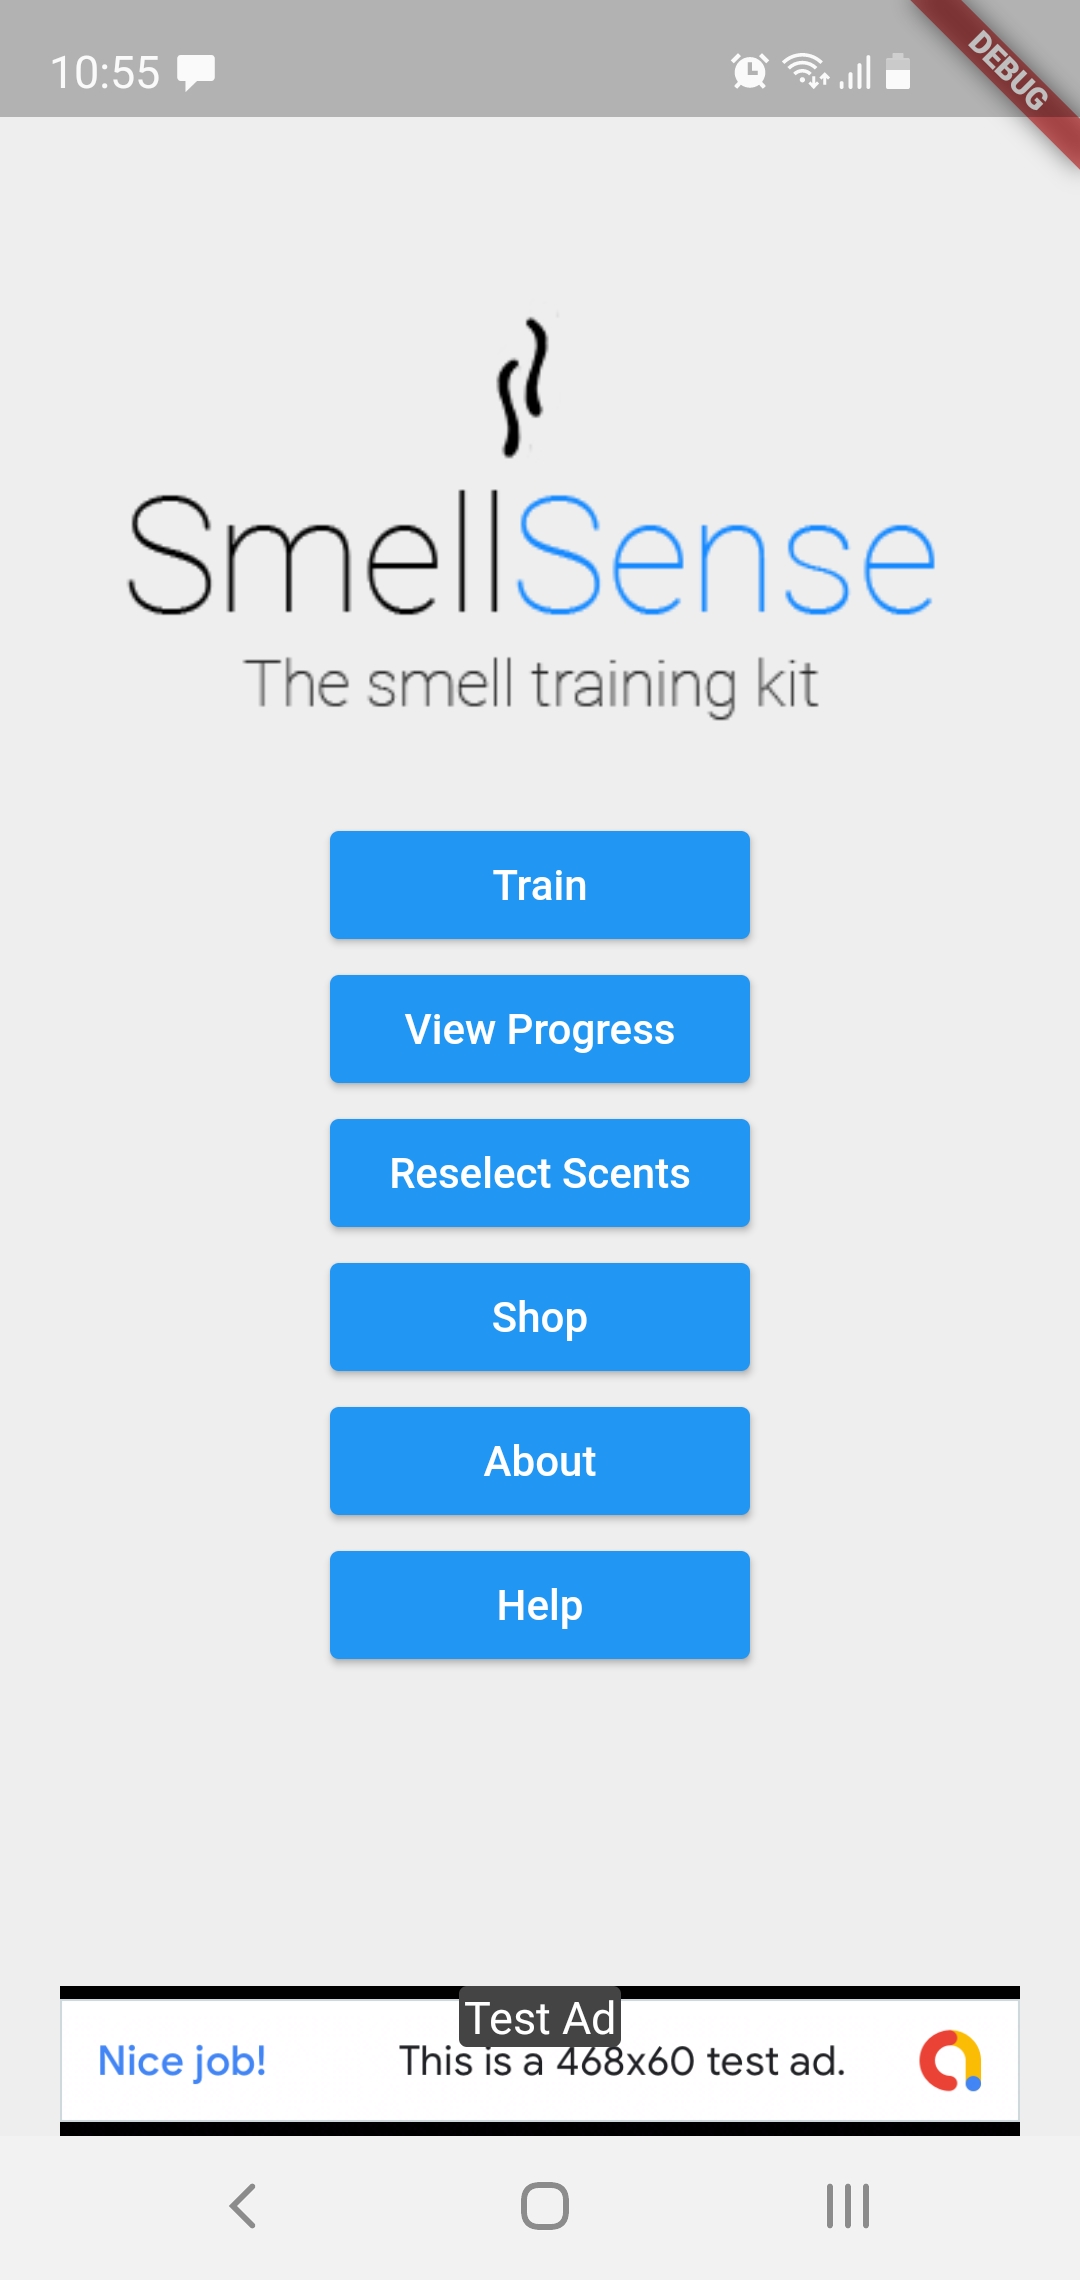 10:55
DEBUG
SmellSense
The smell training kit
Train
View Progress
Reselect Scents
Shop
About
Help
Test Ad
Nice job! This is a 468x60 test ad.